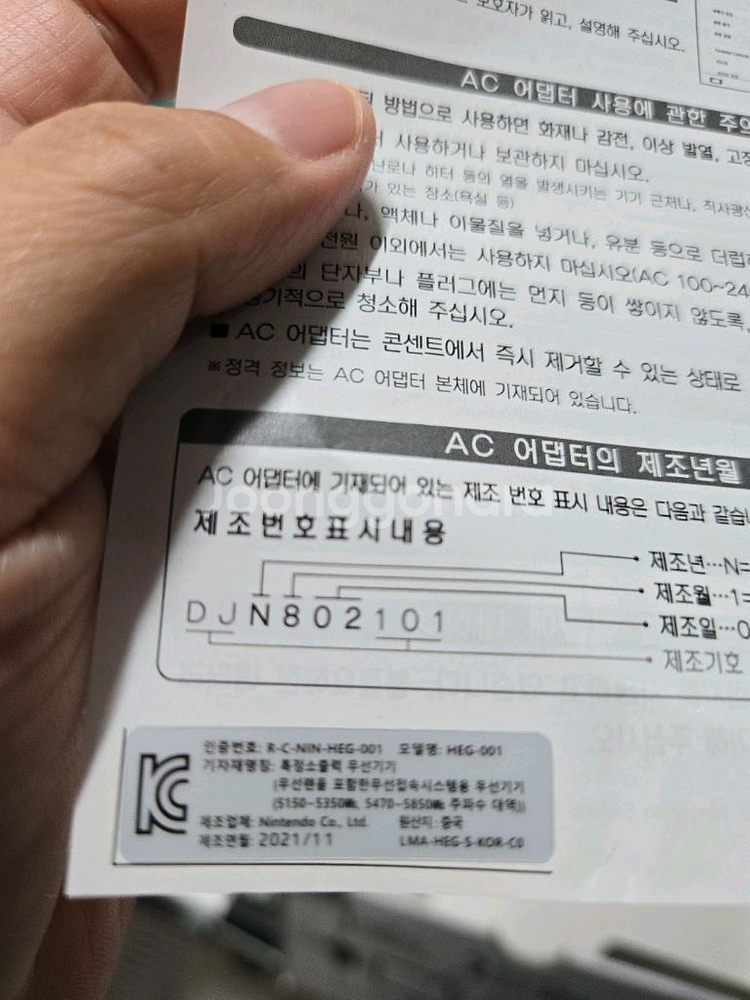 보호자가 읽고, 설명해 주십시오.
AC 어댑터 사용에 관한 주의
방법으로 사용하면 화재나 감전, 이상 발열, 고장
사용하거나 보관하지 마십시오.
난로나 히터 등의 열을 발생시키는 기기 근처나, 직사광선
가 있는 장소(욕실 등)
나, 액체나 이물질을 넣거나, 유분 등으로 더럽히
전원 이외에서는 사용하지 마십시오(AC 100~24
의 단자부나 플러그에는 먼지 등이 쌓이지 않도록,
정기적으로 청소해 주십시오.
■ AC 어댑터는 콘센트에서 즉시 제거할 수 있는 상태로
※정격 정보는 AC 어댑터 본체에 기재되어 있습니다.
AC 어댑터의 제조년월
AC 어댑터에 기재되어 있는 제조 번호 표시 내용은 다음과 같습니
Joonggonara
제조번호표시내용
제조년…N=
제조월…1=
DJN802101
제조일…0
제조기호
인증번호: R-C-NIN-HEG-001 모델명: HEG-001
기자재명칭: 특정소출력 무선기기
(무선랜을 포함한무선접속시스템용 무선기기
(5150~5350㎒, 5470~5850㎒ 주파수 대역))
제조업체: Nintendo Co., Ltd. 원산지: 중국
제조연월: 2021/11 LMA-HEG-S-KOR-C0